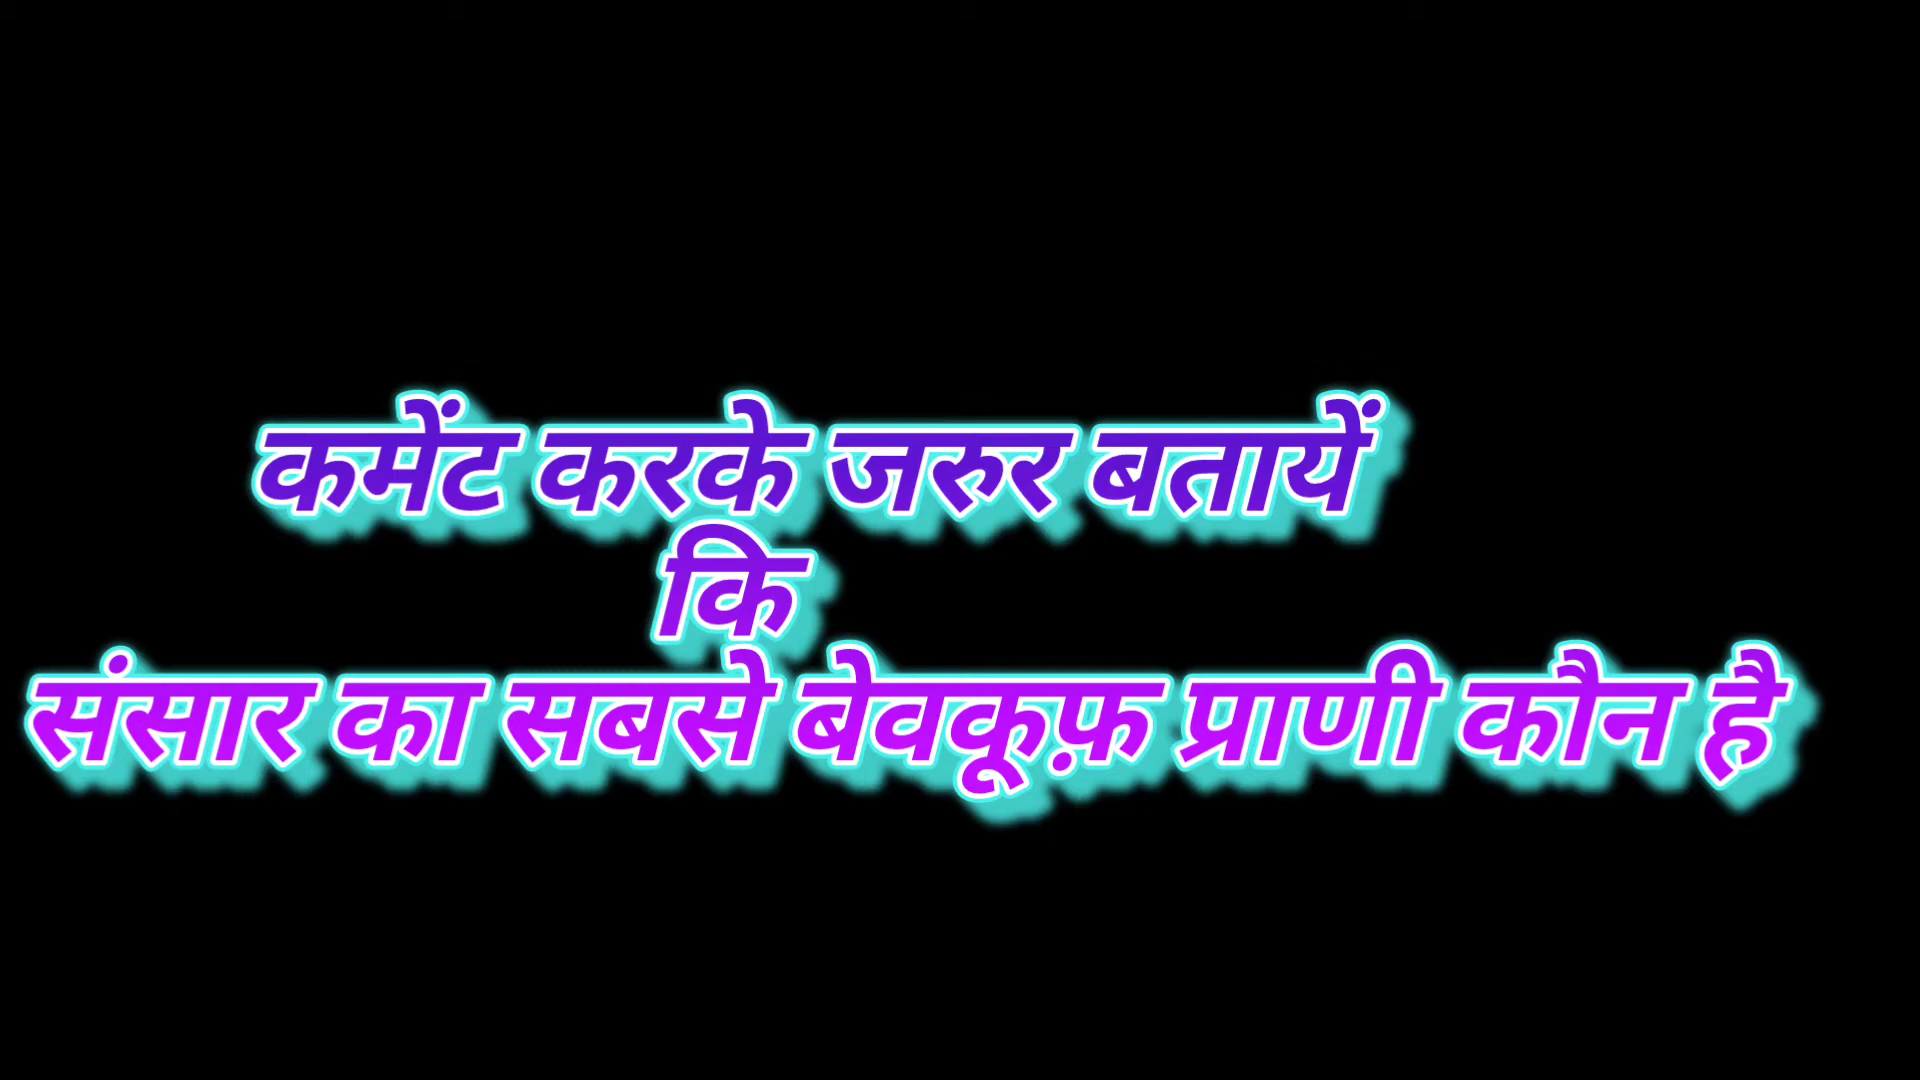 कमेंट करके जरुर बतायें
कि
संसार का सबसे बेवकूफ़ प्राणी कौन है